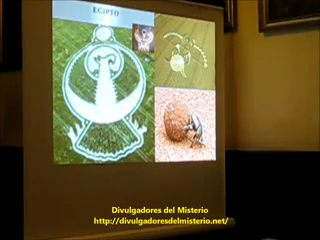 EGIPTO
Divulgadores del Misterio
http://divulgadoresdelmisterio.net/